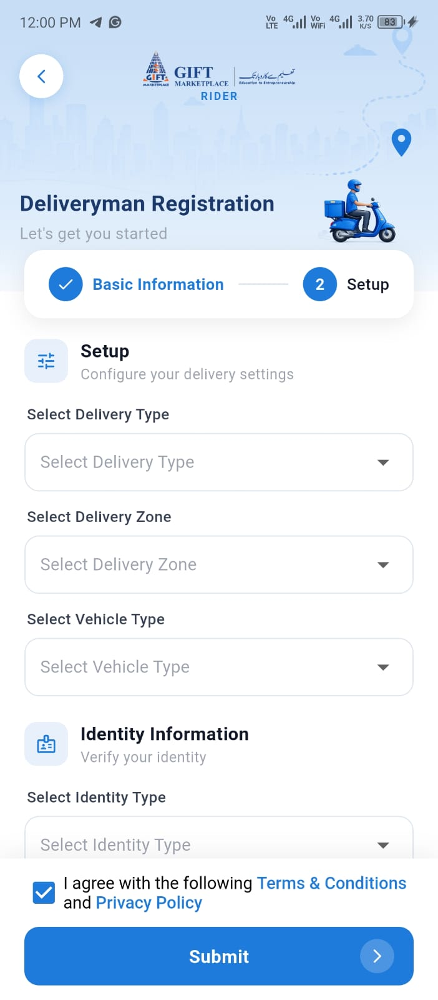 12:00 PM
Vo LTE 4G Vo WiFi 4G 3.70 K/S 83
GIFT
MARKETPLACE
GIFT
MARKETPLACE
تعلیم سے کاروبار تک
Education to Entrepreneurship
RIDER
Deliveryman Registration
Let's get you started
Basic Information
2 Setup
Setup
Configure your delivery settings
Select Delivery Type
Select Delivery Type
Select Delivery Zone
Select Delivery Zone
Select Vehicle Type
Select Vehicle Type
Identity Information
Verify your identity
Select Identity Type
Select Identity Type
I agree with the following Terms & Conditions
and Privacy Policy
Submit